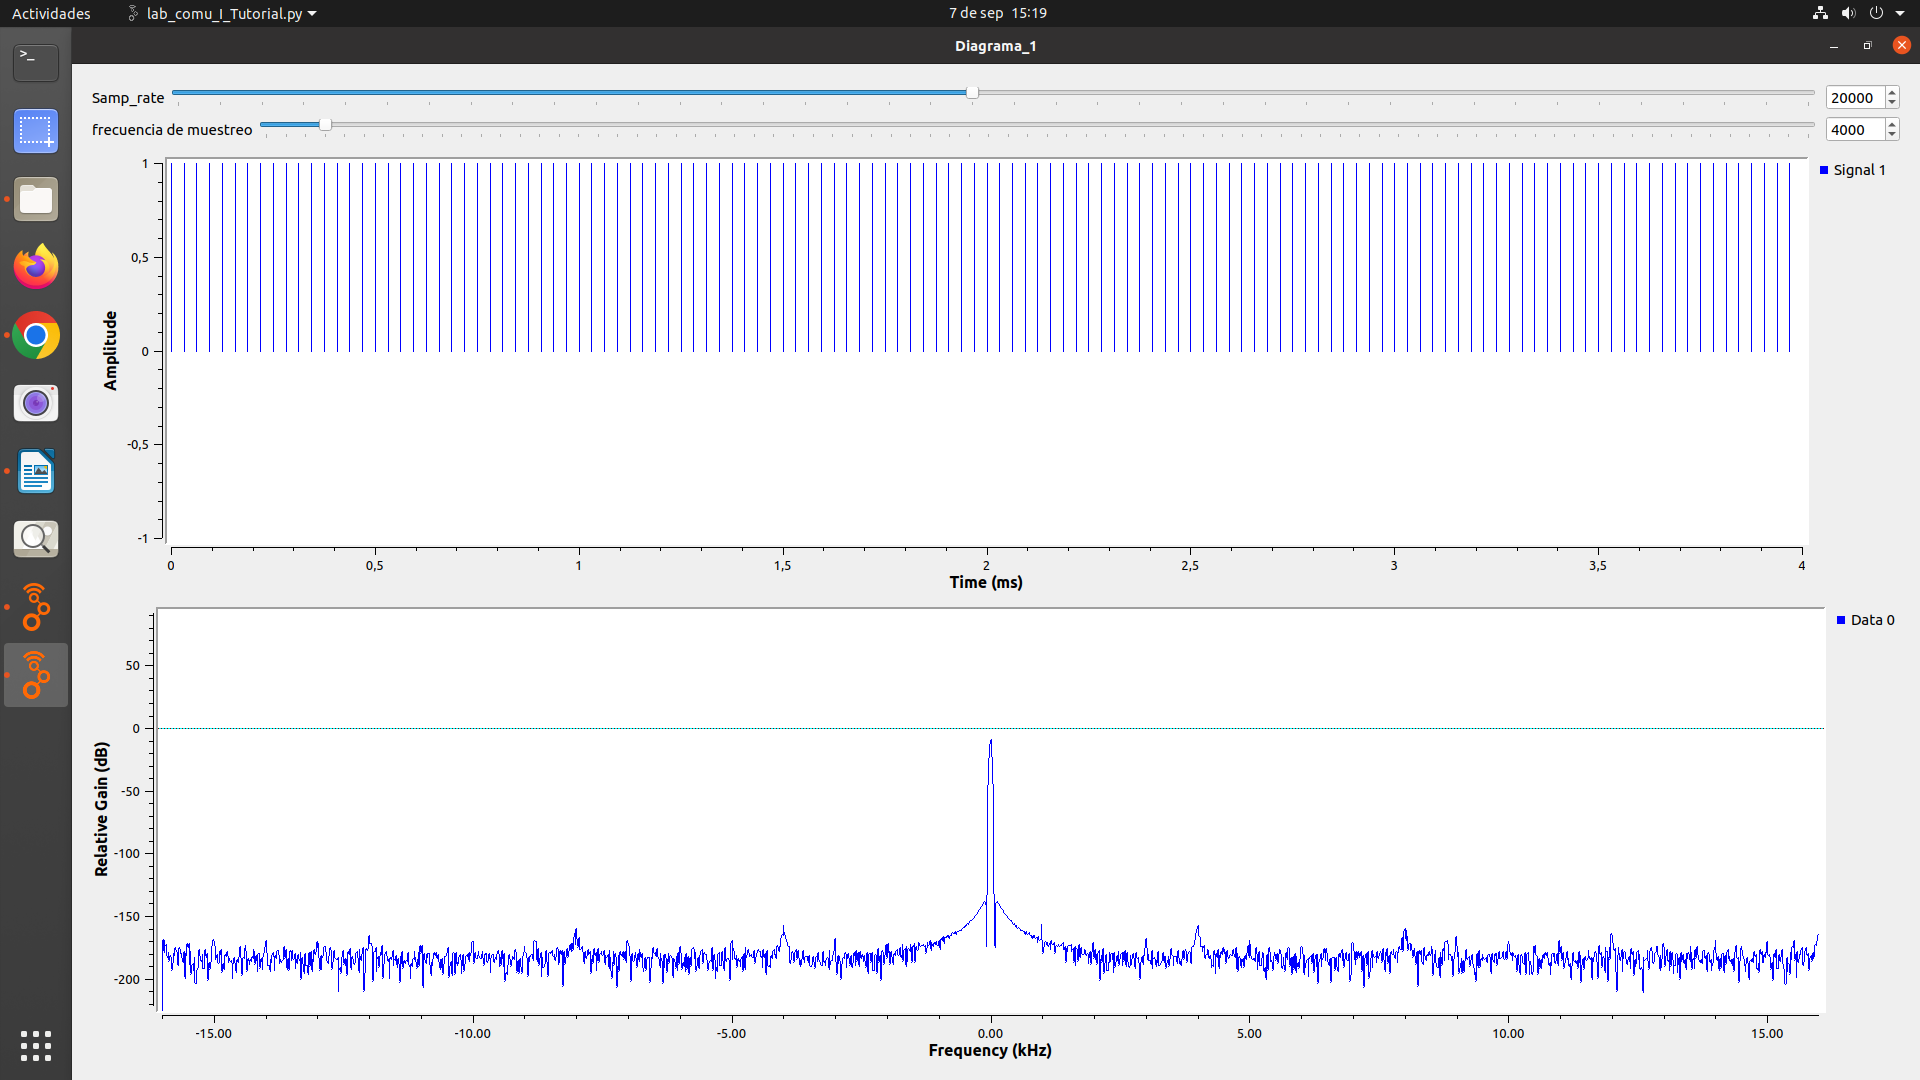 Actividades
lab_comu_I_Tutorial.py
7 de sep 15:19
Diagrama_1
Samp_rate
20000
frecuencia de muestreo
4000
1
0,5
0
-0,5
-1
Amplitude
Signal 1
0 0,5 1 1,5 2 2,5 3 3,5 4
Time (ms)
50
0
-50
-100
-150
-200
Relative Gain (dB)
Data 0
-15.00 -10.00 -5.00 0.00 5.00 10.00 15.00
Frequency (kHz)